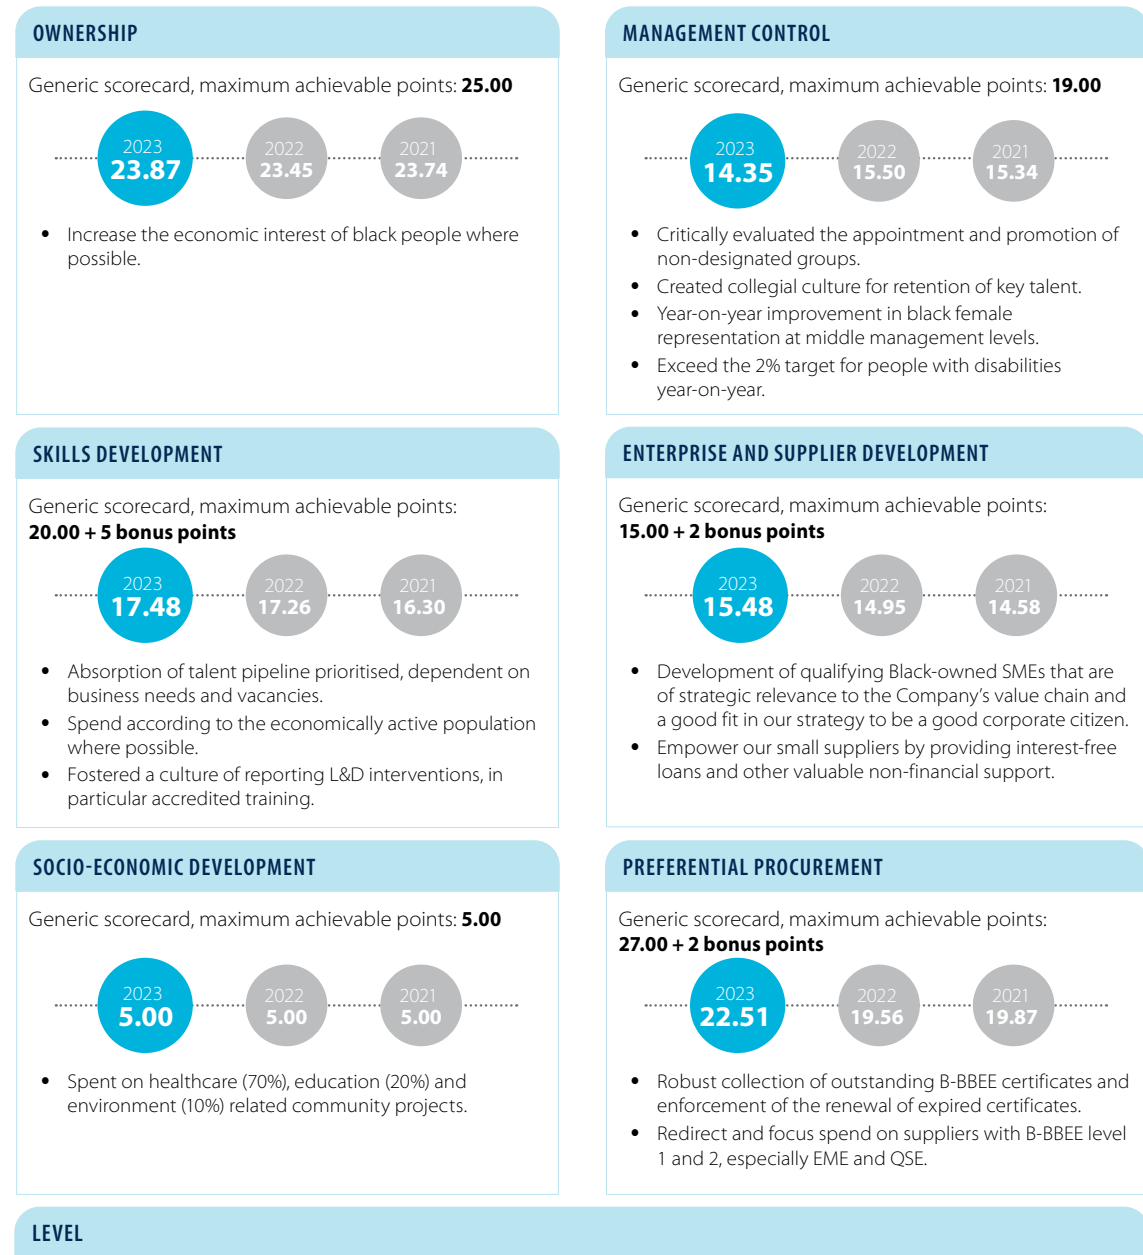 OWNERSHIP
Generic scorecard, maximum achievable points: 25.00
2023
23.87
2022
23.45
2021
23.74
• Increase the economic interest of black people where
possible.
MANAGEMENT CONTROL
Generic scorecard, maximum achievable points: 19.00
2023
14.35
2022
15.50
2021
15.34
• Critically evaluated the appointment and promotion of
non-designated groups.
• Created collegial culture for retention of key talent.
• Year-on-year improvement in black female
representation at middle management levels.
• Exceed the 2% target for people with disabilities
year-on-year.
SKILLS DEVELOPMENT
Generic scorecard, maximum achievable points:
20.00 + 5 bonus points
2023
17.48
2022
17.26
2021
16.30
• Absorption of talent pipeline prioritised, dependent on
business needs and vacancies.
• Spend according to the economically active population
where possible.
• Fostered a culture of reporting L&D interventions, in
particular accredited training.
ENTERPRISE AND SUPPLIER DEVELOPMENT
Generic scorecard, maximum achievable points:
15.00 + 2 bonus points
2023
15.48
2022
14.95
2021
14.58
• Development of qualifying Black-owned SMEs that are
of strategic relevance to the Company's value chain and
a good fit in our strategy to be a good corporate citizen.
• Empower our small suppliers by providing interest-free
loans and other valuable non-financial support.
SOCIO-ECONOMIC DEVELOPMENT
Generic scorecard, maximum achievable points: 5.00
2023
5.00
2022
5.00
2021
5.00
• Spent on healthcare (70%), education (20%) and
environment (10%) related community projects.
PREFERENTIAL PROCUREMENT
Generic scorecard, maximum achievable points:
27.00 + 2 bonus points
2023
22.51
2022
19.56
2021
19.87
• Robust collection of outstanding B-BBEE certificates and
enforcement of the renewal of expired certificates.
• Redirect and focus spend on suppliers with B-BBEE level
1 and 2, especially EME and QSE.
LEVEL